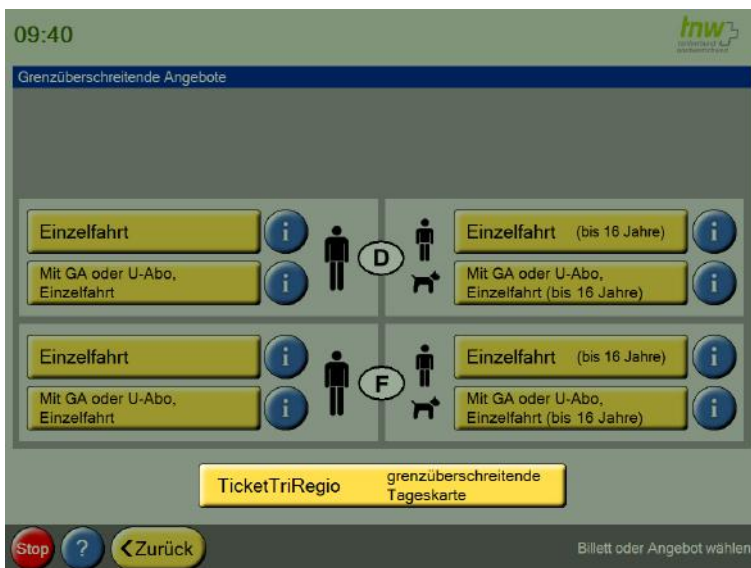 09:40
tnw
Grenzüberschreitende Angebote
Einzelfahrt
i
Einzelfahrt (bis 16 Jahre)
i
D
Mit GA oder U-Abo,
Einzelfahrt
i
Mit GA oder U-Abo,
Einzelfahrt (bis 16 Jahre)
i
Einzelfahrt
i
Einzelfahrt (bis 16 Jahre)
i
F
Mit GA oder U-Abo,
Einzelfahrt
i
Mit GA oder U-Abo,
Einzelfahrt (bis 16 Jahre)
i
TicketTriRegio
grenzüberschreitende
Tageskarte
Stop ? <Zurück
Billett oder Angebot wählen